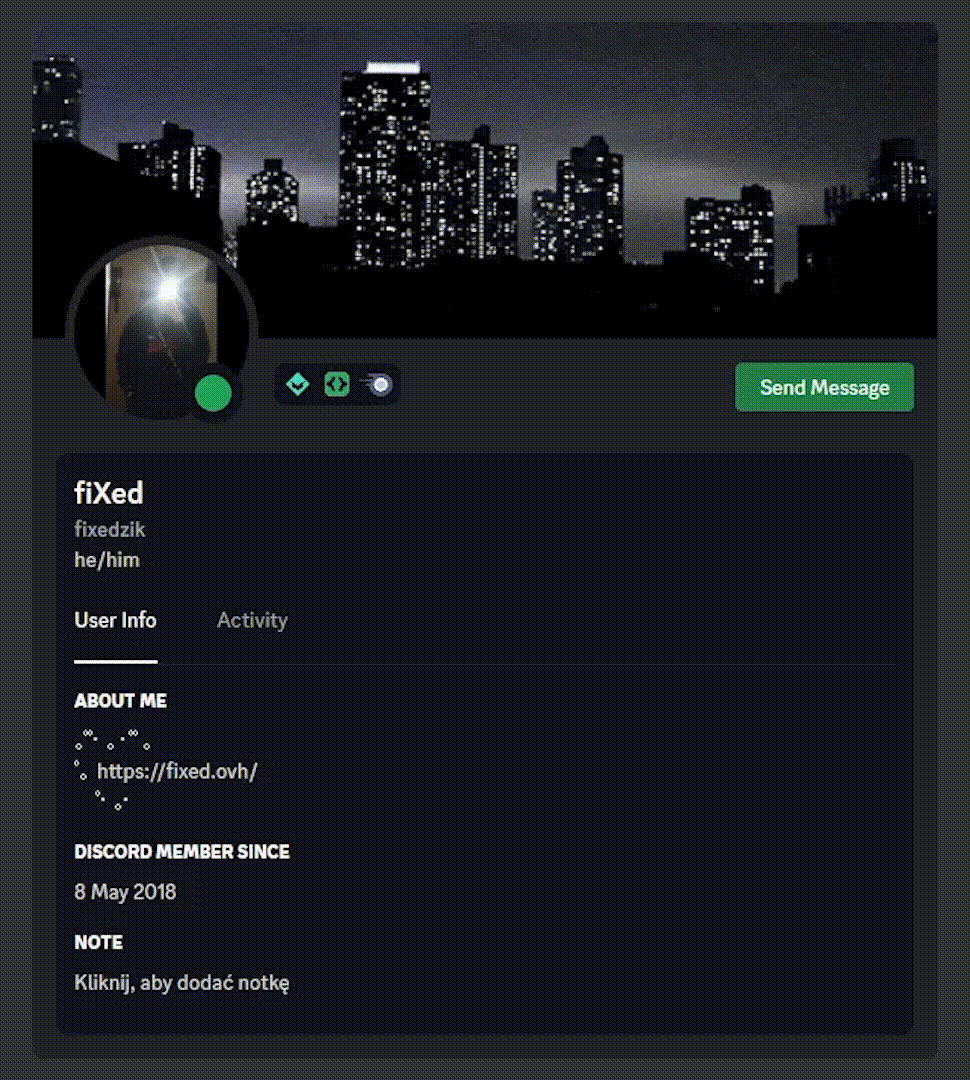 Send Message
fiXed
fixedzik
he/him
User Info
Activity
ABOUT ME
https://fixed.ovh/
DISCORD MEMBER SINCE
8 May 2018
NOTE
Kliknij, aby dodać notkę